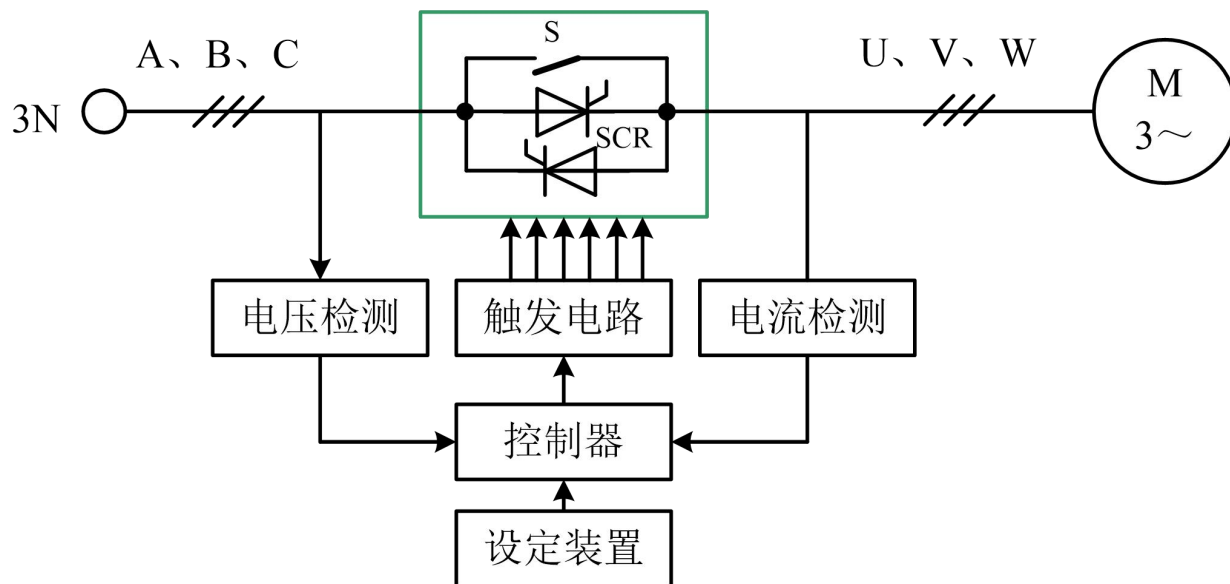 S
A、B、C
U、V、W
M
3～
3N
SCR
电压检测
触发电路
电流检测
控制器
设定装置